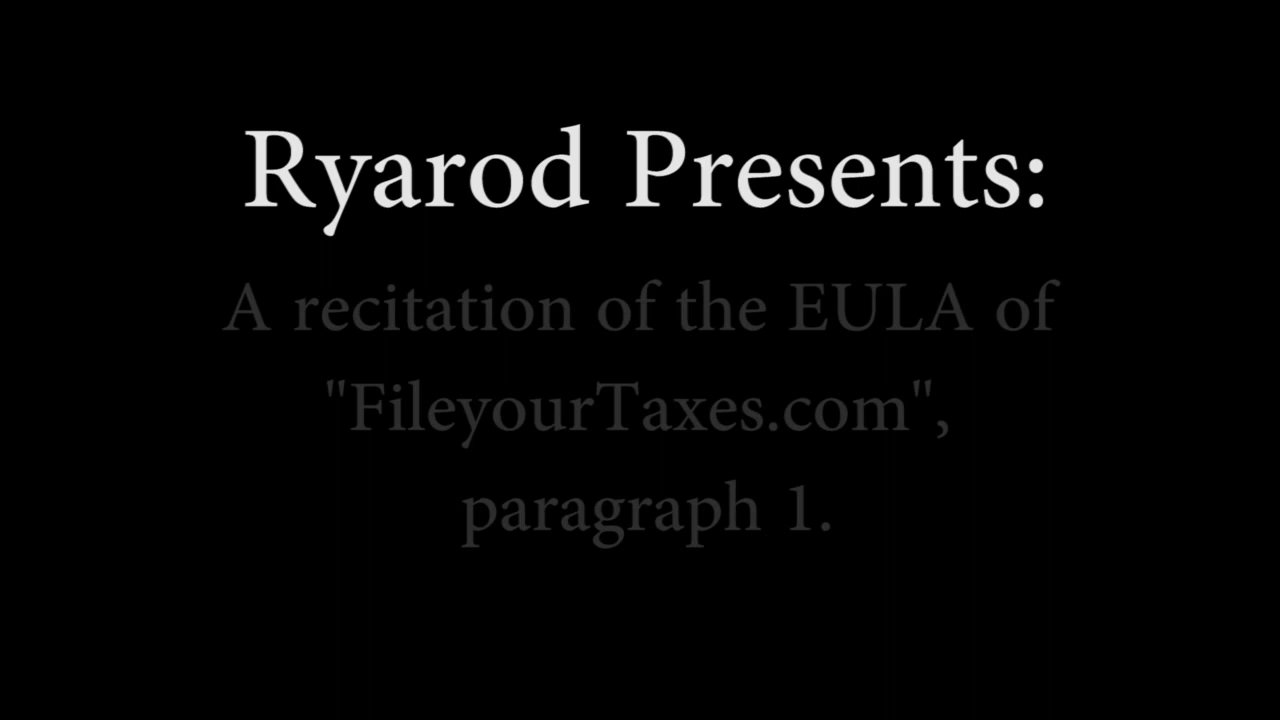 Ryarod Presents:
A recitation of the EULA of
"FileyourTaxes.com",
paragraph 1.